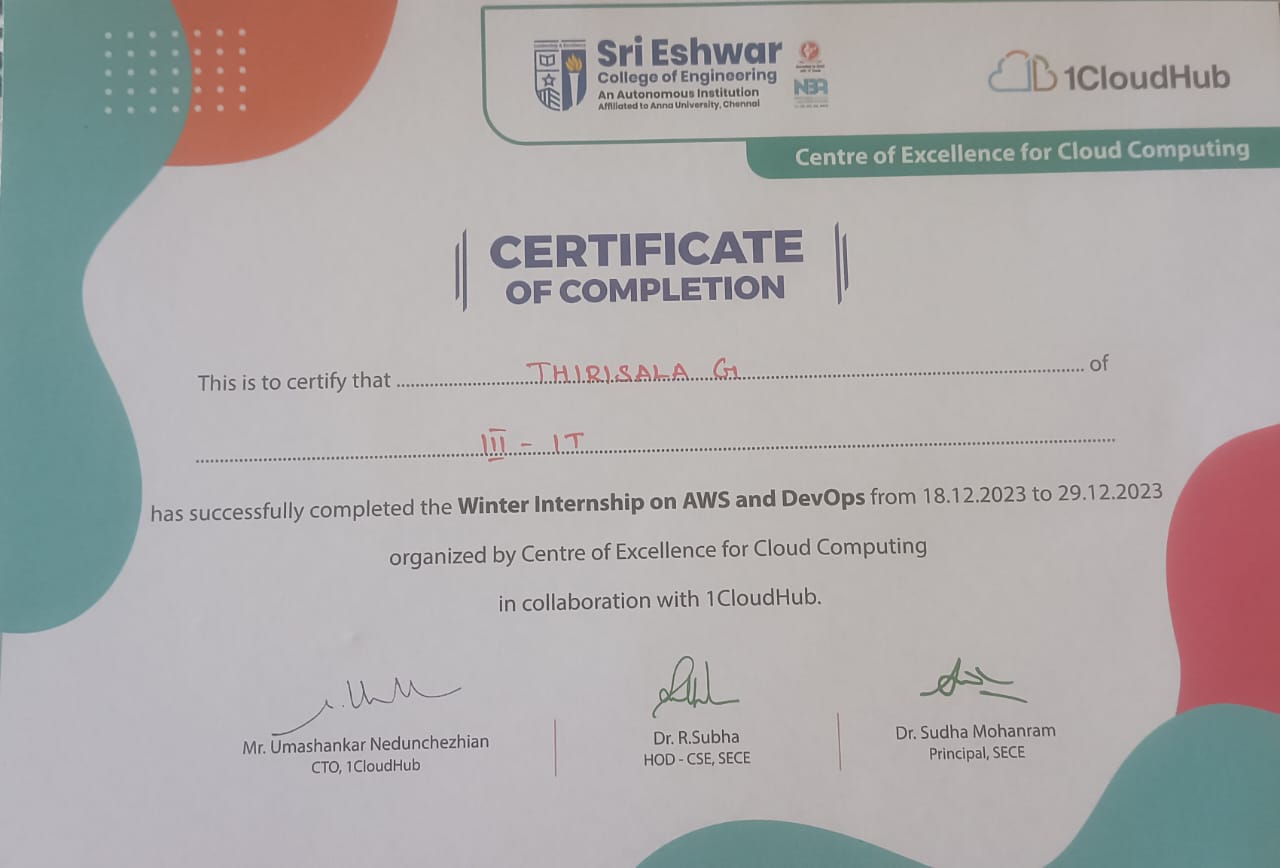 Sri Eshwar
College of Engineering
An Autonomous Institution
Affiliated to Anna University, Chennai
NBA
1CloudHub
Centre of Excellence for Cloud Computing
CERTIFICATE
OF COMPLETION
This is to certify that THIRISALA G of
III - IT
has successfully completed the Winter Internship on AWS and DevOps from 18.12.2023 to 29.12.2023
organized by Centre of Excellence for Cloud Computing
in collaboration with 1CloudHub.
Mr. Umashankar Nedunchezhian
CTO, 1CloudHub
Dr. R.Subha
HOD - CSE, SECE
Dr. Sudha Mohanram
Principal, SECE